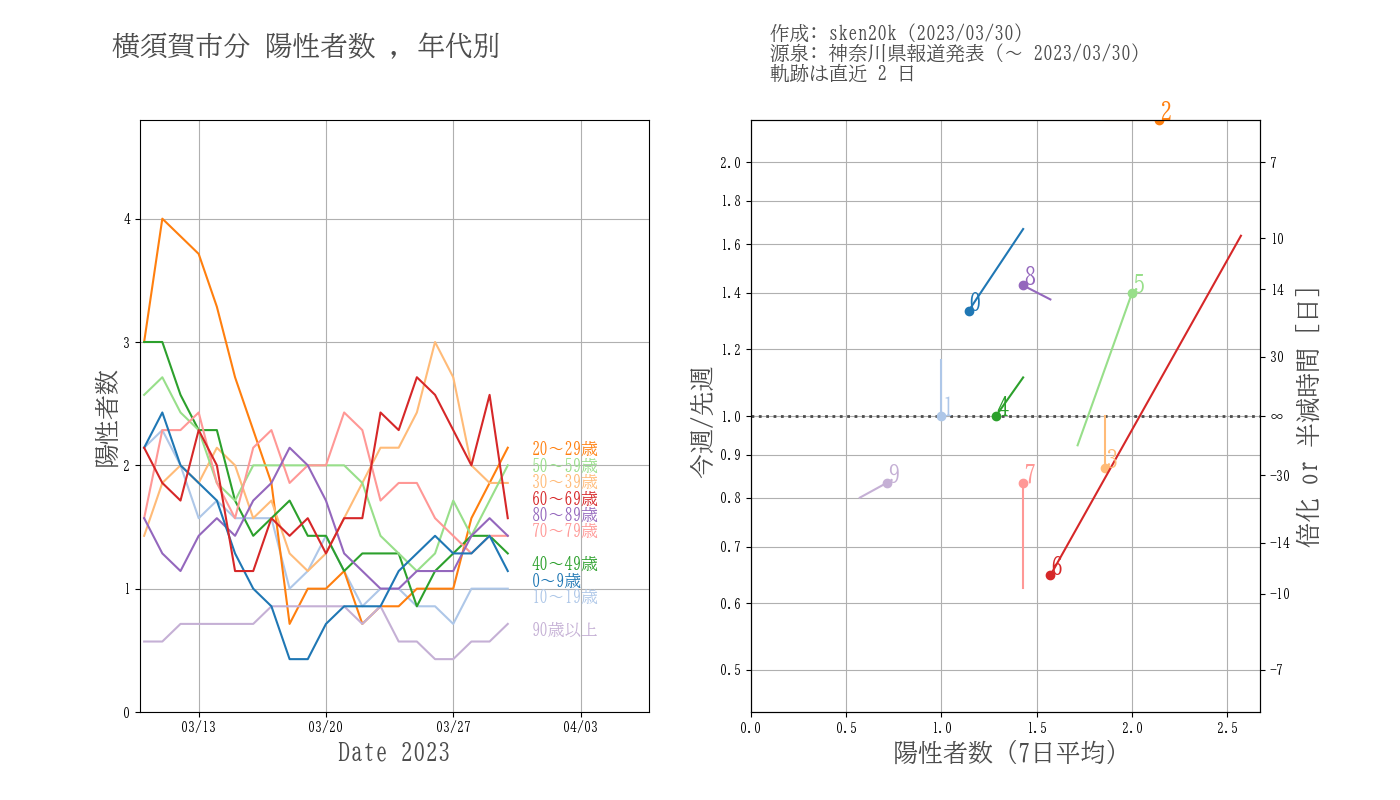 横須賀市分 陽性者数 , 年代別
作成: sken20k (2023/03/30)
源泉: 神奈川県報道発表 (～ 2023/03/30)
軌跡は直近 2 日
陽性者数
4
3
2
1
0
03/13
03/20
03/27
04/03
Date 2023
20～29歳
50～59歳
30～39歳
60～69歳
80～89歳
70～79歳
40～49歳
0～9歳
10～19歳
90歳以上
今週/先週
2.0
1.8
1.6
1.4
1.2
1.0
0.9
0.8
0.7
0.6
0.5
0.0
0.5
1.0
1.5
2.0
2.5
陽性者数 (7日平均)
2
8
5
0
1
4
3
9
7
6
7
10
14
30
∞
-30
-14
-10
-7
倍化 or 半減時間 [日]